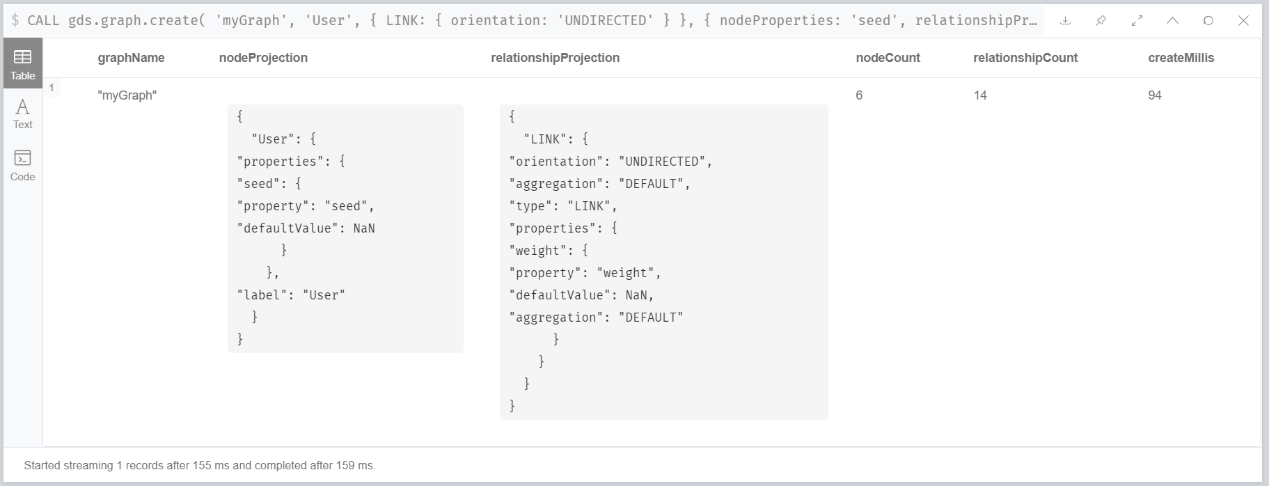 $ CALL gds.graph.create( 'myGraph', 'User', { LINK: { orientation: 'UNDIRECTED' } }, { nodeProperties: 'seed', relationshipPr…
Table
Text
Code
graphName nodeProjection relationshipProjection nodeCount relationshipCount createMillis
1
"myGraph" 6 14 94
{
"User": {
"properties": {
"seed": {
"property": "seed",
"defaultValue": NaN
}
},
"label": "User"
}
}
{
"LINK": {
"orientation": "UNDIRECTED",
"aggregation": "DEFAULT",
"type": "LINK",
"properties": {
"weight": {
"property": "weight",
"defaultValue": NaN,
"aggregation": "DEFAULT"
}
}
}
}
Started streaming 1 records after 155 ms and completed after 159 ms.